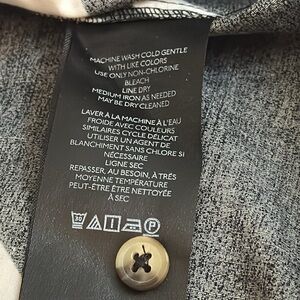 MACHINE WASH COLD GENTLE
WITH LIKE COLORS
USE ONLY NON-CHLORINE
BLEACH
LINE DRY
MEDIUM IRON AS NEEDED
MAY BE DRY CLEANED
LAVER À LA MACHINE À L'EAU
FROIDE AVEC COULEURS
SIMILAIRES CYCLE DÉLICAT
UTILISER UN AGENT DE
BLANCHIMENT SANS CHLORE SI
NÉCESSAIRE
LIGNE SEC
REPASSER, AU BESOIN, À TRÈS
MOYENNE TEMPÉRATURE
PEUT-ÊTRE ÊTRE NETTOYÉE
À SEC
30 P